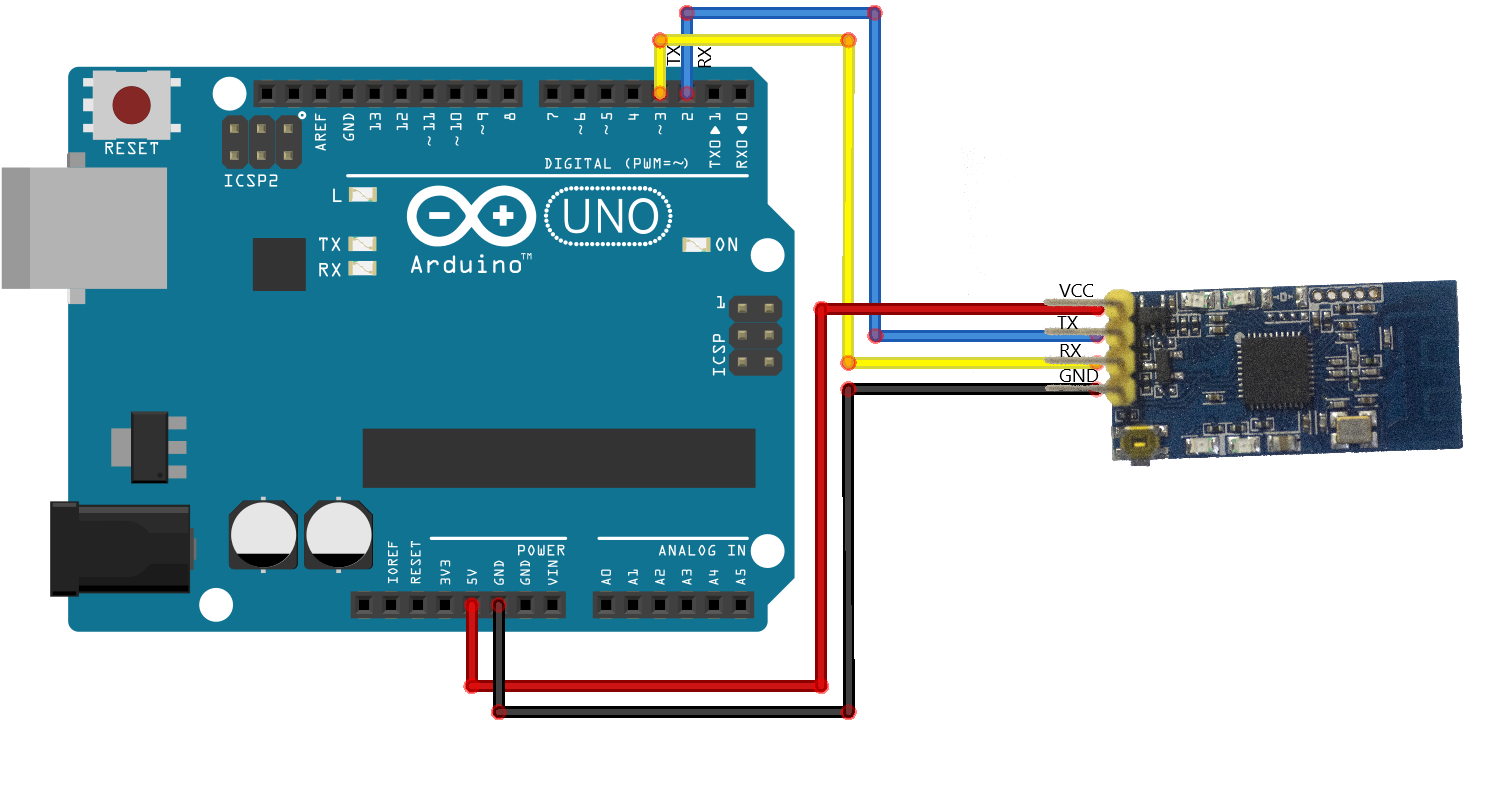 TX
RX
RESET
ICSP2
AREF
GND
13
12
~11
~10
~9
8
7
~6
~5
4
~3
2
TX0▶1
RX0◀0
DIGITAL (PWM=~)
L
TX
RX
Arduino™
UNO
ON
1
ICSP
VCC
TX
RX
GND
IOREF
RESET
3V3
5V
GND
GND
VIN
POWER
ANALOG IN
A0
A1
A2
A3
A4
A5